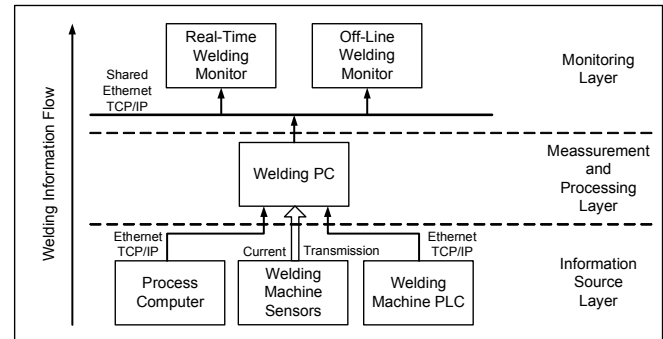 Welding Information Flow
Real-Time
Welding
Monitor
Off-Line
Welding
Monitor
Monitoring
Layer
Shared
Ethernet
TCP/IP
Welding PC
Meassurement
and
Processing
Layer
Ethernet
TCP/IP
Current
Transmission
Ethernet
TCP/IP
Process
Computer
Welding
Machine
Sensors
Welding
Machine PLC
Information
Source
Layer